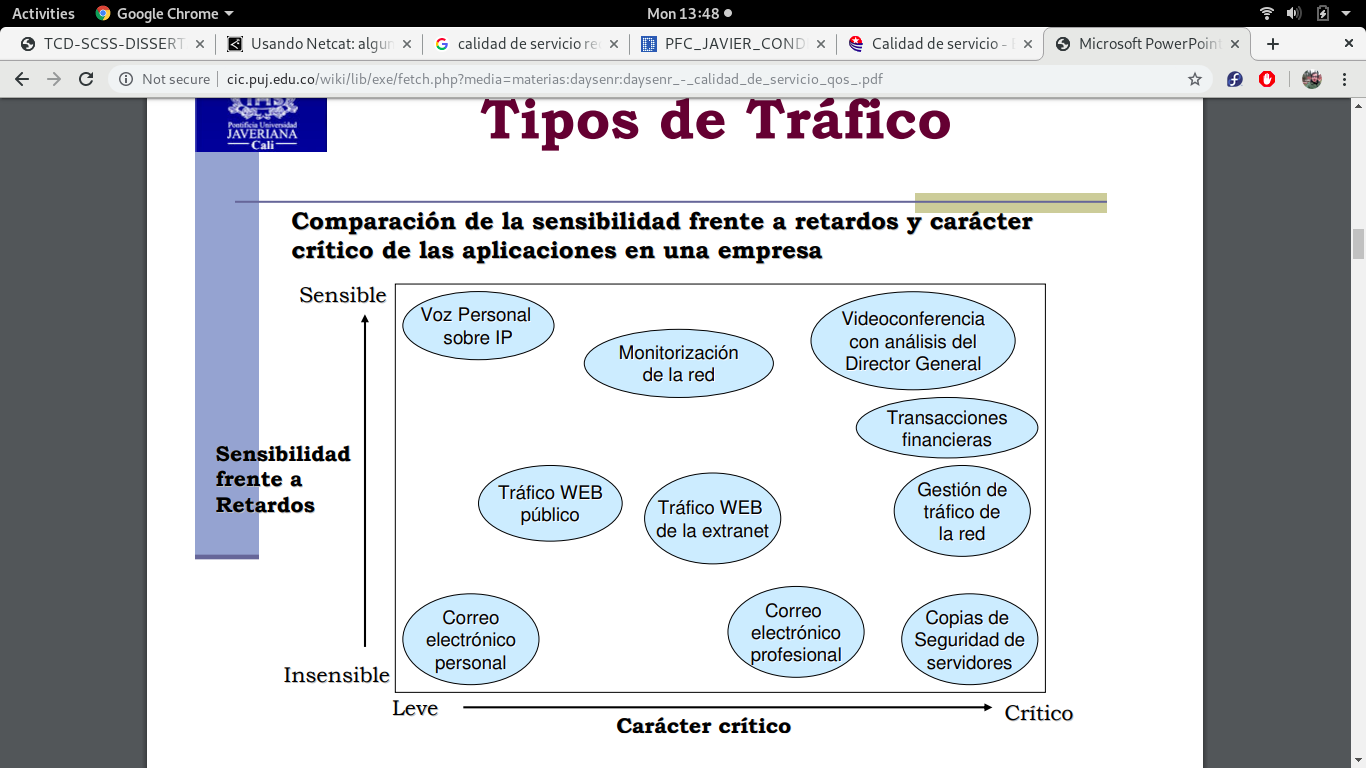 Activities
Google Chrome
Mon 13:48
TCD-SCSS-DISSERT
Usando Netcat: algun
calidad de servicio re
PFC_JAVIER_COND
Calidad de servicio -
Microsoft PowerPoint
Not secure
cic.puj.edu.co/wiki/lib/exe/fetch.php?media=materias:daysenr:daysenr_-_calidad_de_servicio_qos_.pdf
Pontificia Universidad
JAVERIANA
Cali
Tipos de Tráfico
Comparación de la sensibilidad frente a retardos y carácter
crítico de las aplicaciones en una empresa
Sensible
Voz Personal
sobre IP
Monitorización
de la red
Videoconferencia
con análisis del
Director General
Transacciones
financieras
Sensibilidad
frente a
Retardos
Tráfico WEB
público
Tráfico WEB
de la extranet
Gestión de
tráfico de
la red
Correo
electrónico
personal
Correo
electrónico
profesional
Copias de
Seguridad de
servidores
Insensible
Leve
Carácter crítico
Crítico